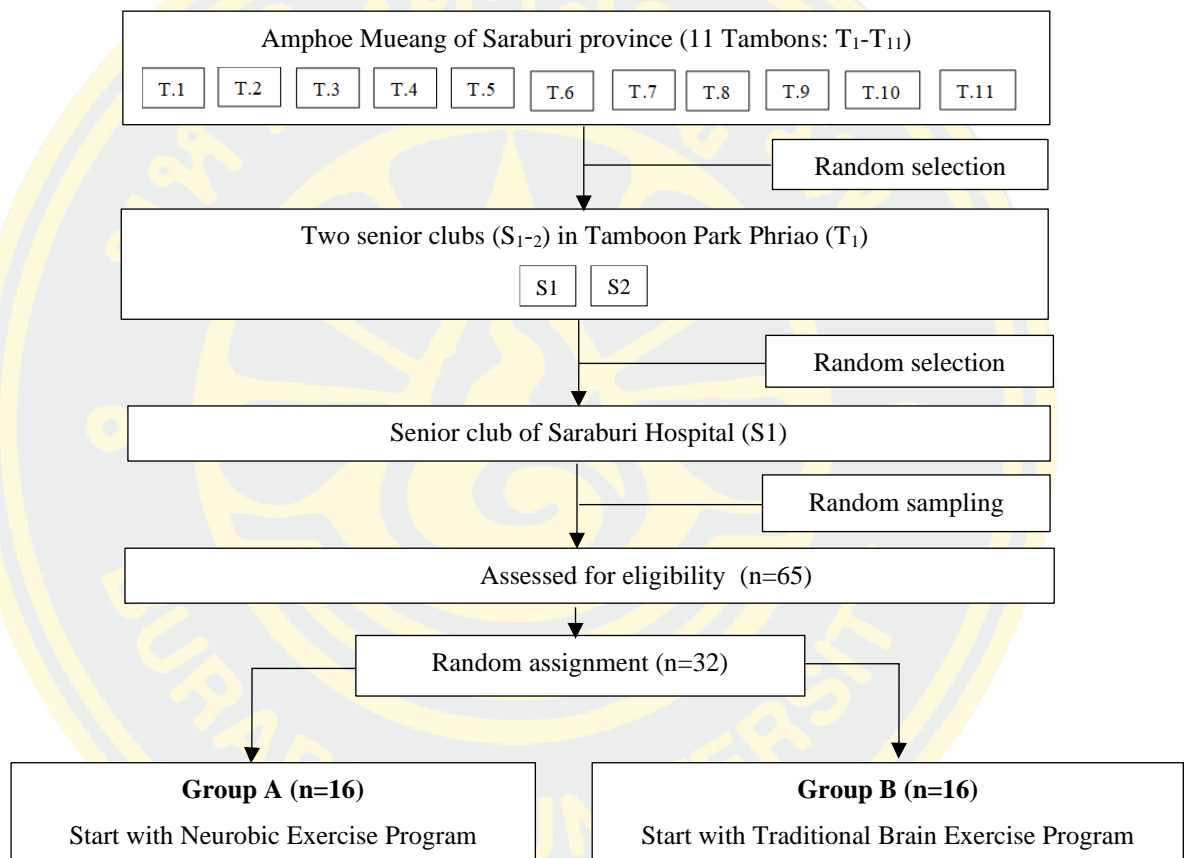 Amphoe Mueang of Saraburi province (11 Tambons: T₁-T₁₁)
T.1 T.2 T.3 T.4 T.5 T.6 T.7 T.8 T.9 T.10 T.11
Random selection
Two senior clubs (S₁₋₂) in Tamboon Park Phriao (T₁)
S1 S2
Random selection
Senior club of Saraburi Hospital (S1)
Random sampling
Assessed for eligibility (n=65)
Random assignment (n=32)
Group A (n=16)
Start with Neurobic Exercise Program
Group B (n=16)
Start with Traditional Brain Exercise Program